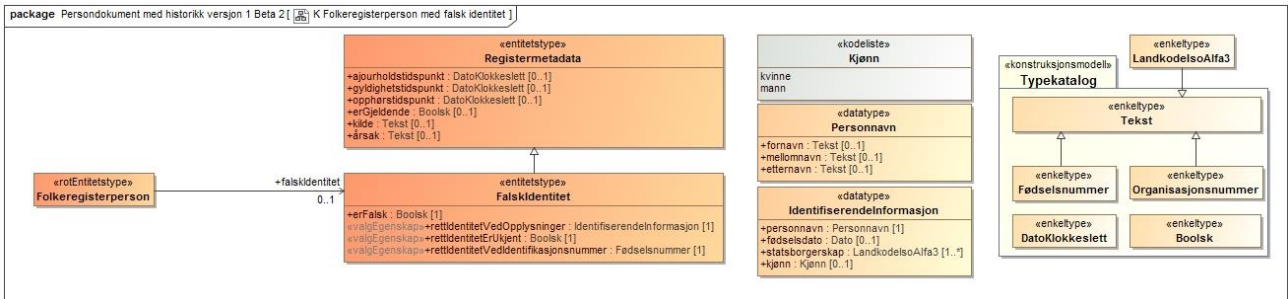 package Persondokument med historikk versjon 1 Beta 2 [ K Folkeregisterperson med falsk identitet ]
«entitetstype»
Registermetadata
+ajourholdstidspunkt : DatoKlokkeslett [0..1]
+gyldighetstidspunkt : DatoKlokkeslett [0..1]
+opphørstidspunkt : DatoKlokkeslett [0..1]
+erGjeldende : Boolsk [0..1]
+kilde : Tekst [0..1]
+årsak : Tekst [0..1]
«rotEntitetstype»
Folkeregisterperson
+falskIdentitet
0..1
«entitetstype»
FalskIdentitet
+erFalsk : Boolsk [1]
«valgEgenskap»+rettIdentitetVedOpplysninger : IdentifiserendeInformasjon [1]
«valgEgenskap»+rettIdentitetErUkjent : Boolsk [1]
«valgEgenskap»+rettIdentitetVedIdentifikasjonsnummer : Fødselsnummer [1]
«kodeliste»
Kjønn
kvinne
mann
«datatype»
Personnavn
+fornavn : Tekst [0..1]
+mellomnavn : Tekst [0..1]
+etternavn : Tekst [0..1]
«datatype»
IdentifiserendeInformasjon
+personnavn : Personnavn [1]
+fødselsdato : Dato [0..1]
+statsborgerskap : LandkodeIsoAlfa3 [1..*]
+kjønn : Kjønn [0..1]
«enkeltype»
LandkodeIsoAlfa3
«konstruksjonsmodell»
Typekatalog
«enkeltype»
Tekst
«enkeltype»
Fødselsnummer
«enkeltype»
Organisasjonsnummer
«enkeltype»
DatoKlokkeslett
«enkeltype»
Boolsk